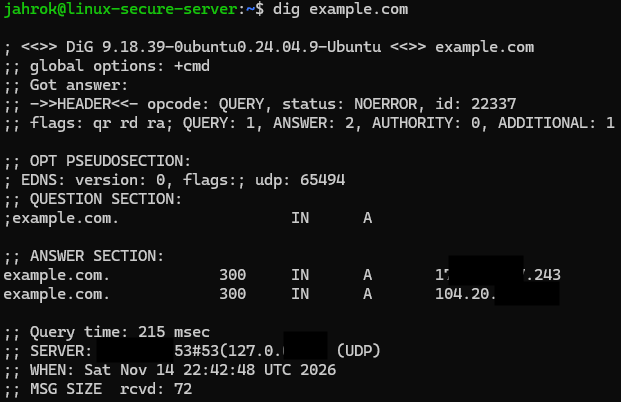 jahrok@linux-secure-server:~$ dig example.com
; <<>> DiG 9.18.39-0ubuntu0.24.04.9-Ubuntu <<>> example.com
;; global options: +cmd
;; Got answer:
;; ->>HEADER<<- opcode: QUERY, status: NOERROR, id: 22337
;; flags: qr rd ra; QUERY: 1, ANSWER: 2, AUTHORITY: 0, ADDITIONAL: 1
;; OPT PSEUDOSECTION:
; EDNS: version: 0, flags:; udp: 65494
;; QUESTION SECTION:
;example.com. IN A
;; ANSWER SECTION:
example.com. 300 IN A .243
example.com. 300 IN A 104.20.
;; Query time: 215 msec
;; SERVER: 53#53(127.0. (UDP)
;; WHEN: Sat Nov 14 22:42:48 UTC 2026
;; MSG SIZE rcvd: 72